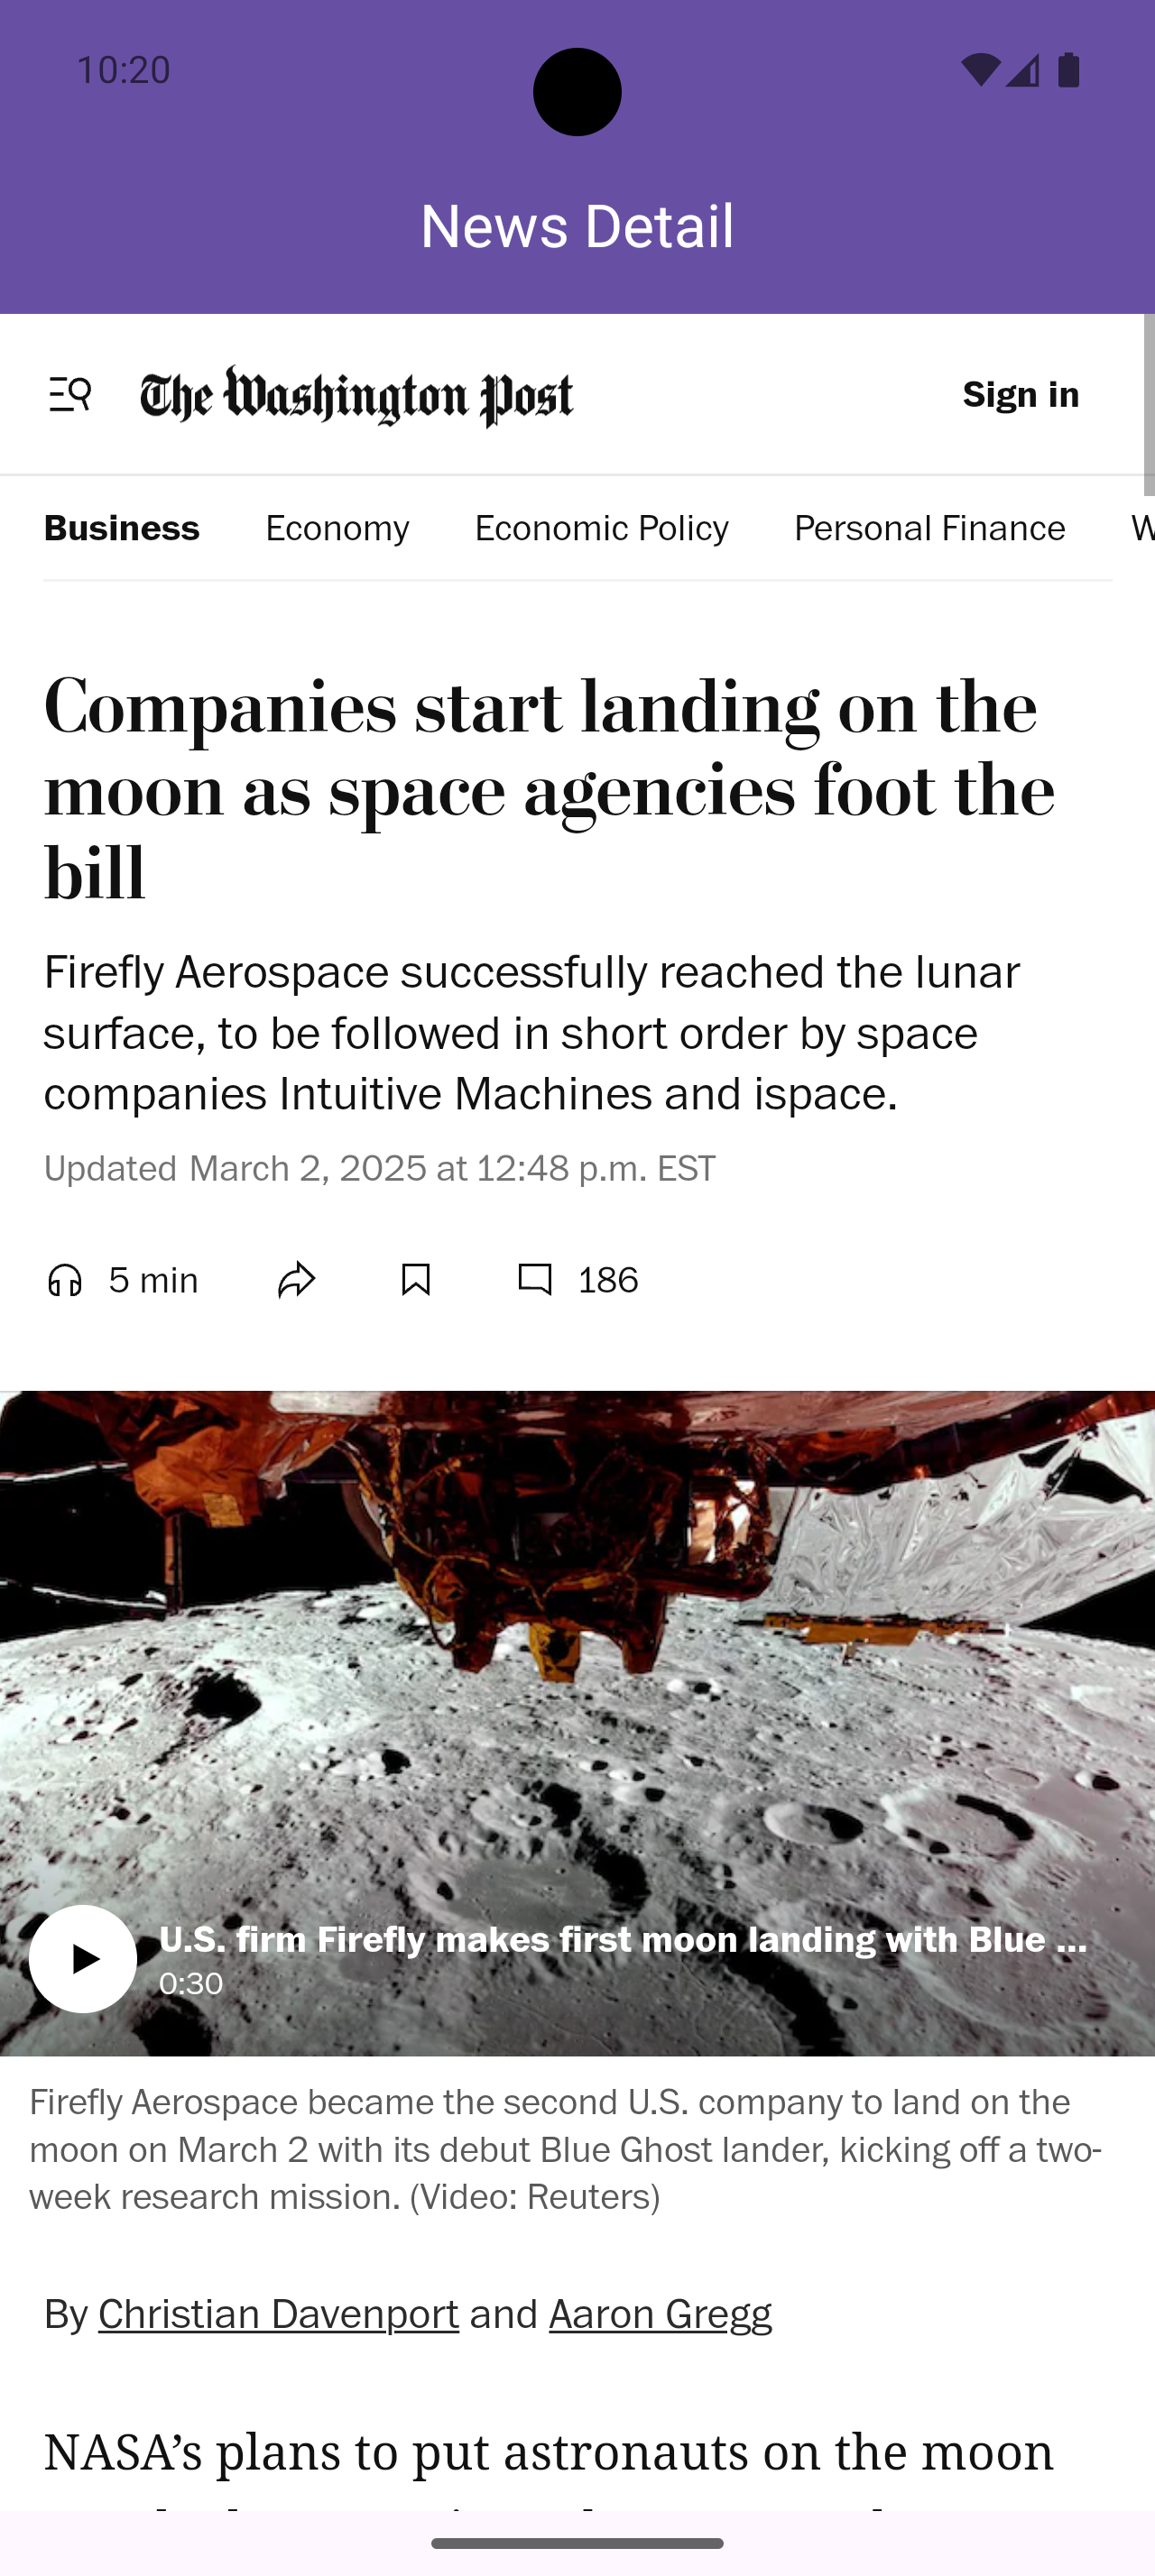 10:20
News Detail
The Washington Post
Sign in
Business Economy Economic Policy Personal Finance W
Companies start landing on the
moon as space agencies foot the
bill
Firefly Aerospace successfully reached the lunar
surface, to be followed in short order by space
companies Intuitive Machines and ispace.
Updated March 2, 2025 at 12:48 p.m. EST
5 min
186
U.S. firm Firefly makes first moon landing with Blue ...
0:30
Firefly Aerospace became the second U.S. company to land on the
moon on March 2 with its debut Blue Ghost lander, kicking off a two-
week research mission. (Video: Reuters)
By Christian Davenport and Aaron Gregg
NASA’s plans to put astronauts on the moon